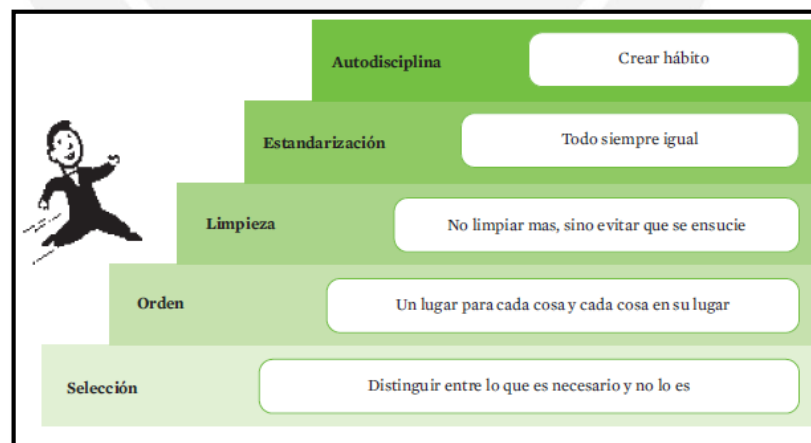 Autodisciplina
Crear hábito
Estandarización
Todo siempre igual
Limpieza
No limpiar mas, sino evitar que se ensucie
Orden
Un lugar para cada cosa y cada cosa en su lugar
Selección
Distinguir entre lo que es necesario y no lo es